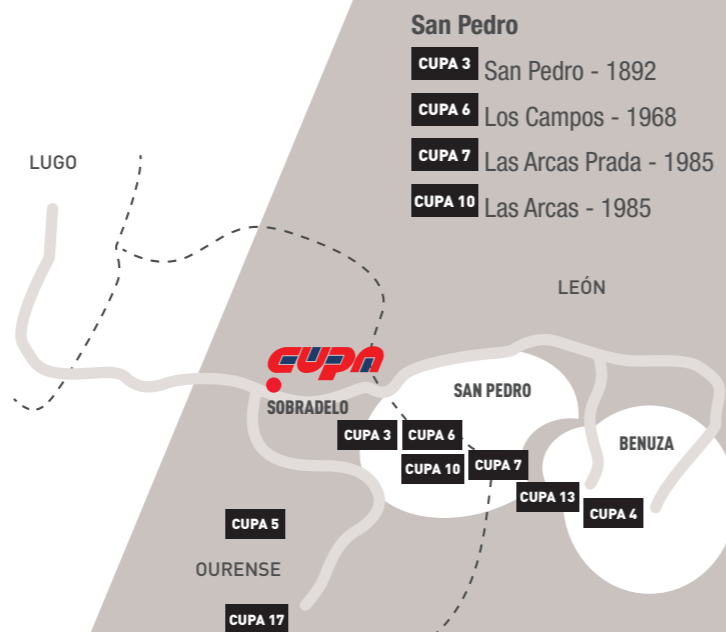 San Pedro
CUPA 3 San Pedro - 1892
CUPA 6 Los Campos - 1968
CUPA 7 Las Arcas Prada - 1985
CUPA 10 Las Arcas - 1985
LUGO
LEÓN
CUPA
SOBRADELO
SAN PEDRO
CUPA 3 CUPA 6
BENUZA
CUPA 10 CUPA 7
CUPA 13
CUPA 4
CUPA 5
OURENSE
CUPA 17